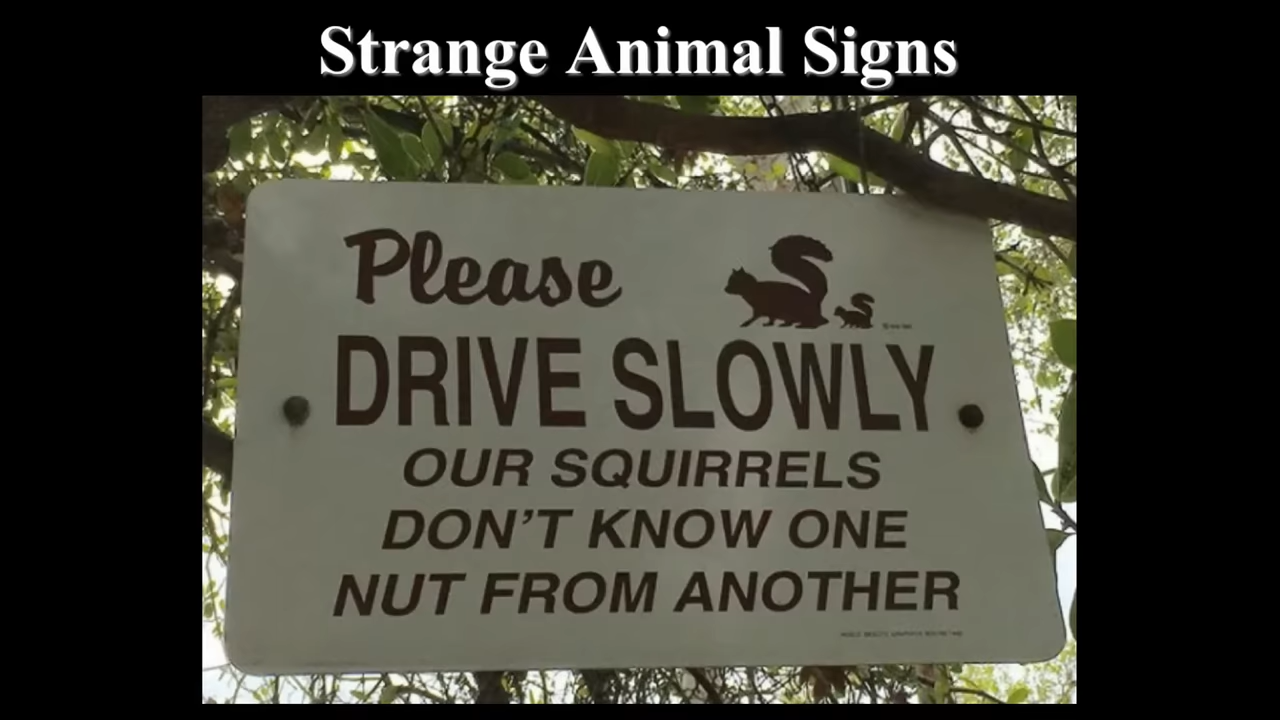 Strange Animal Signs
Please
DRIVE SLOWLY
OUR SQUIRRELS
DON'T KNOW ONE
NUT FROM ANOTHER